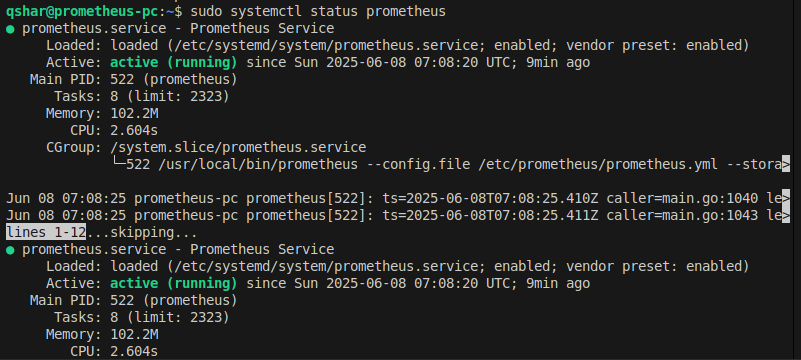 qshar@prometheus-pc:~$ sudo systemctl status prometheus
● prometheus.service - Prometheus Service
     Loaded: loaded (/etc/systemd/system/prometheus.service; enabled; vendor preset: enabled)
     Active: active (running) since Sun 2025-06-08 07:08:20 UTC; 9min ago
   Main PID: 522 (prometheus)
      Tasks: 8 (limit: 2323)
     Memory: 102.2M
        CPU: 2.604s
     CGroup: /system.slice/prometheus.service
             └─522 /usr/local/bin/prometheus --config.file /etc/prometheus/prometheus.yml --stora>

Jun 08 07:08:25 prometheus-pc prometheus[522]: ts=2025-06-08T07:08:25.410Z caller=main.go:1040 le>
Jun 08 07:08:25 prometheus-pc prometheus[522]: ts=2025-06-08T07:08:25.411Z caller=main.go:1043 le>
lines 1-12...skipping...
● prometheus.service - Prometheus Service
     Loaded: loaded (/etc/systemd/system/prometheus.service; enabled; vendor preset: enabled)
     Active: active (running) since Sun 2025-06-08 07:08:20 UTC; 9min ago
   Main PID: 522 (prometheus)
      Tasks: 8 (limit: 2323)
     Memory: 102.2M
        CPU: 2.604s